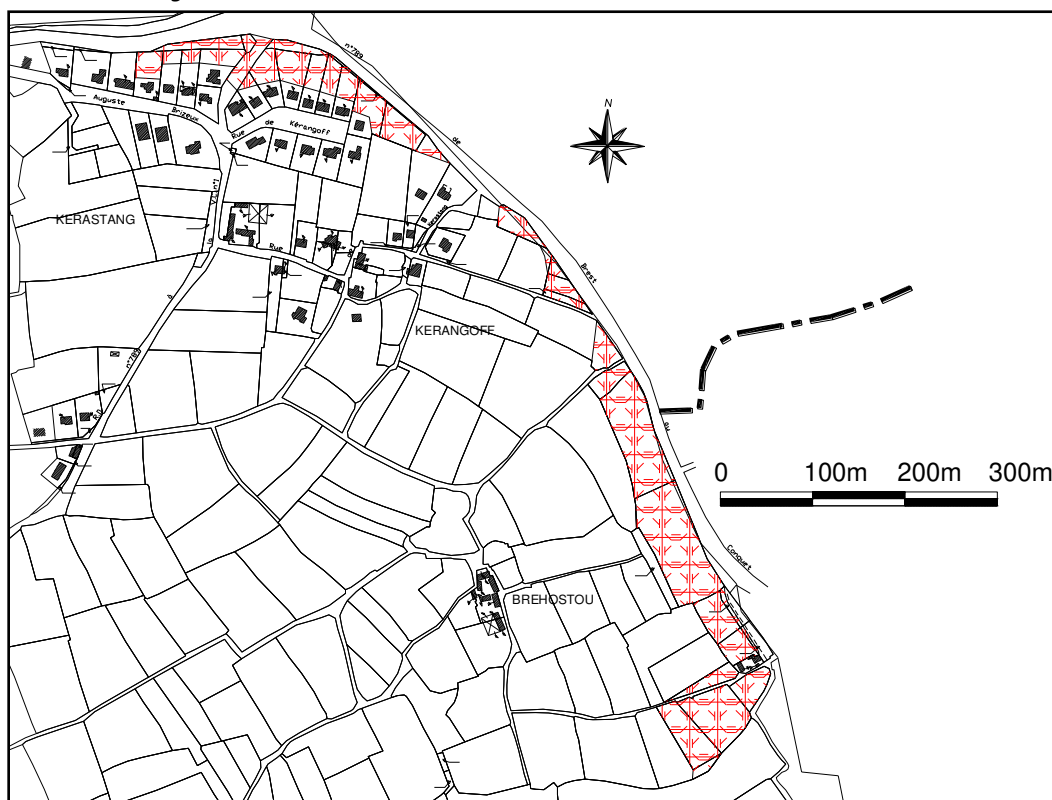 n°789
de
N
Auguste
Brizeux
Rue de Kérangoff
V.C. n°1
KERASTANG
Rue
Brest
KERANGOFF
n°789
R.D.
au
0 100m 200m 300m
Conquet
BREHOSTOU